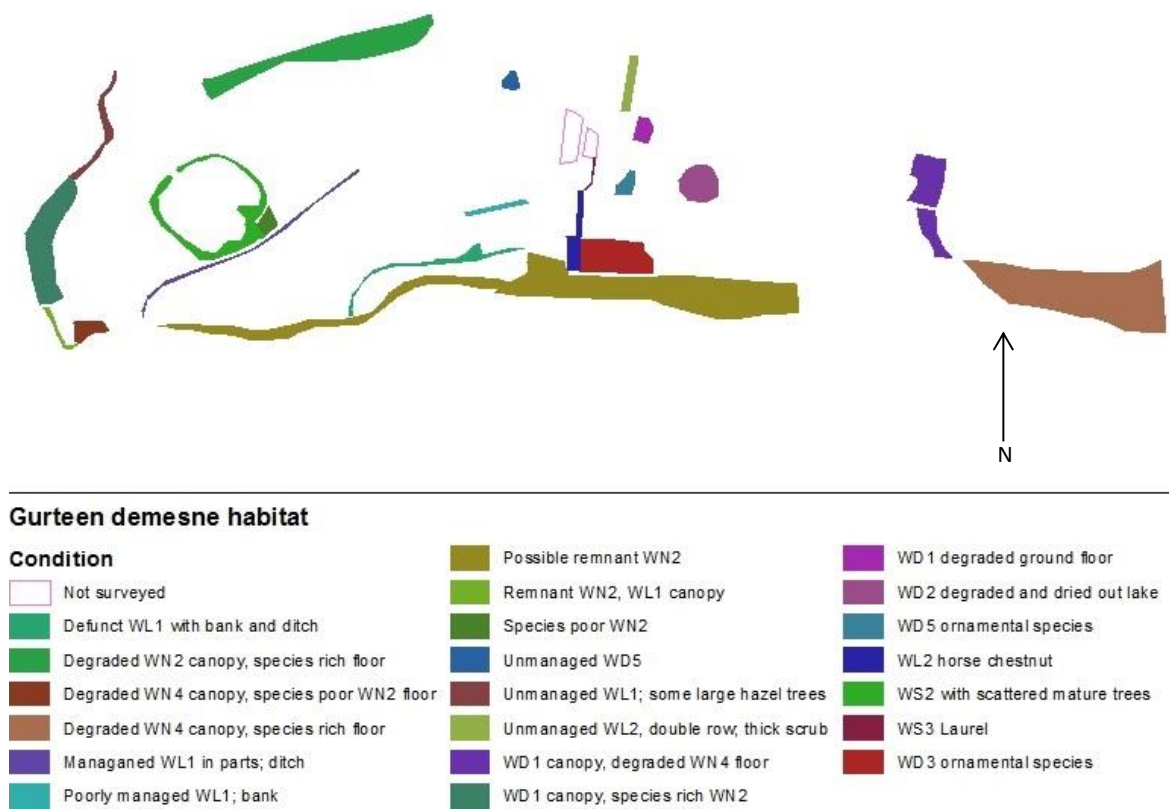 N
Gurteen demesne habitat
Condition
Not surveyed
Defunct WL1 with bank and ditch
Degraded WN2 canopy, species rich floor
Degraded WN4 canopy, species poor WN2 floor
Degraded WN4 canopy, species rich floor
Managaned WL1 in parts; ditch
Poorly managed WL1; bank
Possible remnant WN2
Remnant WN2, WL1 canopy
Species poor WN2
Unmanaged WD5
Unmanaged WL1; some large hazel trees
Unmanaged WL2, double row; thick scrub
WD1 canopy, degraded WN4 floor
WD1 canopy, species rich WN2
WD1 degraded ground floor
WD2 degraded and dried out lake
WD5 ornamental species
WL2 horse chestnut
WS2 with scattered mature trees
WS3 Laurel
WD3 ornamental species